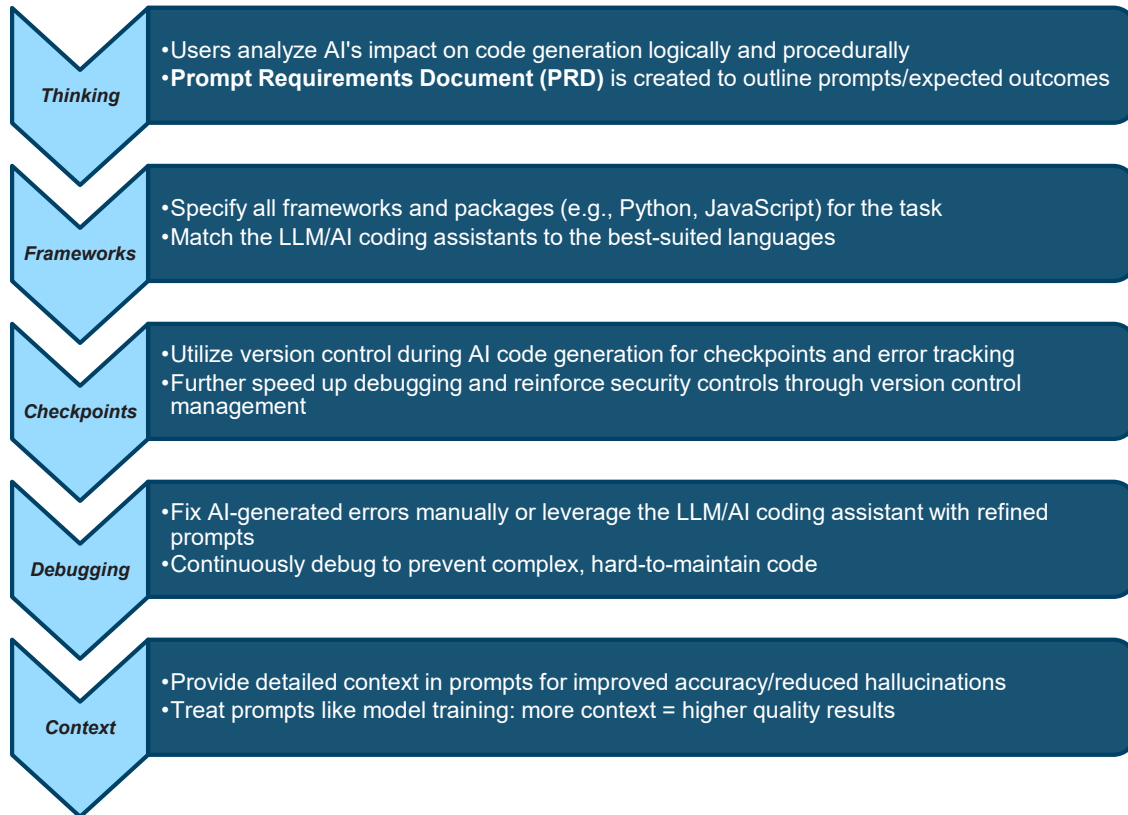 Thinking
•Users analyze AI's impact on code generation logically and procedurally
•Prompt Requirements Document (PRD) is created to outline prompts/expected outcomes
Frameworks
•Specify all frameworks and packages (e.g., Python, JavaScript) for the task
•Match the LLM/AI coding assistants to the best-suited languages
Checkpoints
•Utilize version control during AI code generation for checkpoints and error tracking
•Further speed up debugging and reinforce security controls through version control
management
Debugging
•Fix AI-generated errors manually or leverage the LLM/AI coding assistant with refined
prompts
•Continuously debug to prevent complex, hard-to-maintain code
Context
•Provide detailed context in prompts for improved accuracy/reduced hallucinations
•Treat prompts like model training: more context = higher quality results